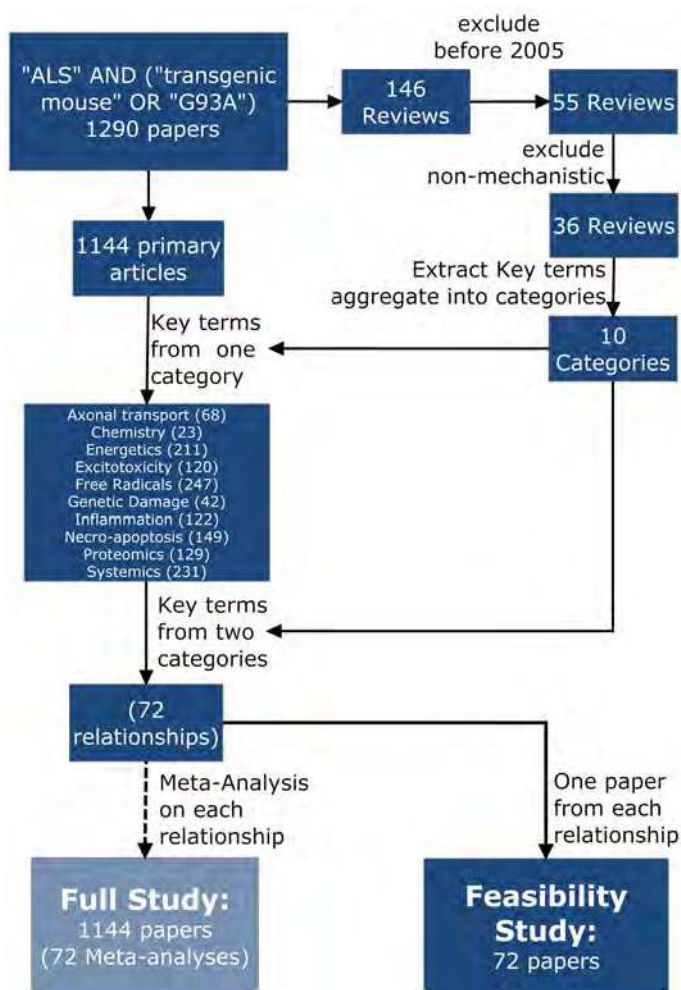 "ALS" AND ("transgenic
mouse" OR "G93A")
1290 papers
146
Reviews
exclude
before 2005
55 Reviews
exclude
non-mechanistic
36 Reviews
Extract Key terms
aggregate into categories
10
Categories
1144 primary
articles
Key terms
from one
category
Axonal transport (68)
Chemistry (23)
Energetics (211)
Excitotoxicity (120)
Free Radicals (247)
Genetic Damage (42)
Inflammation (122)
Necro-apoptosis (149)
Proteomics (129)
Systemics (231)
Key terms
from two
categories
(72
relationships)
Meta-Analysis
on each
relationship
One paper
from each
relationship
Full Study:
1144 papers
(72 Meta-analyses)
Feasibility
Study:
72 papers